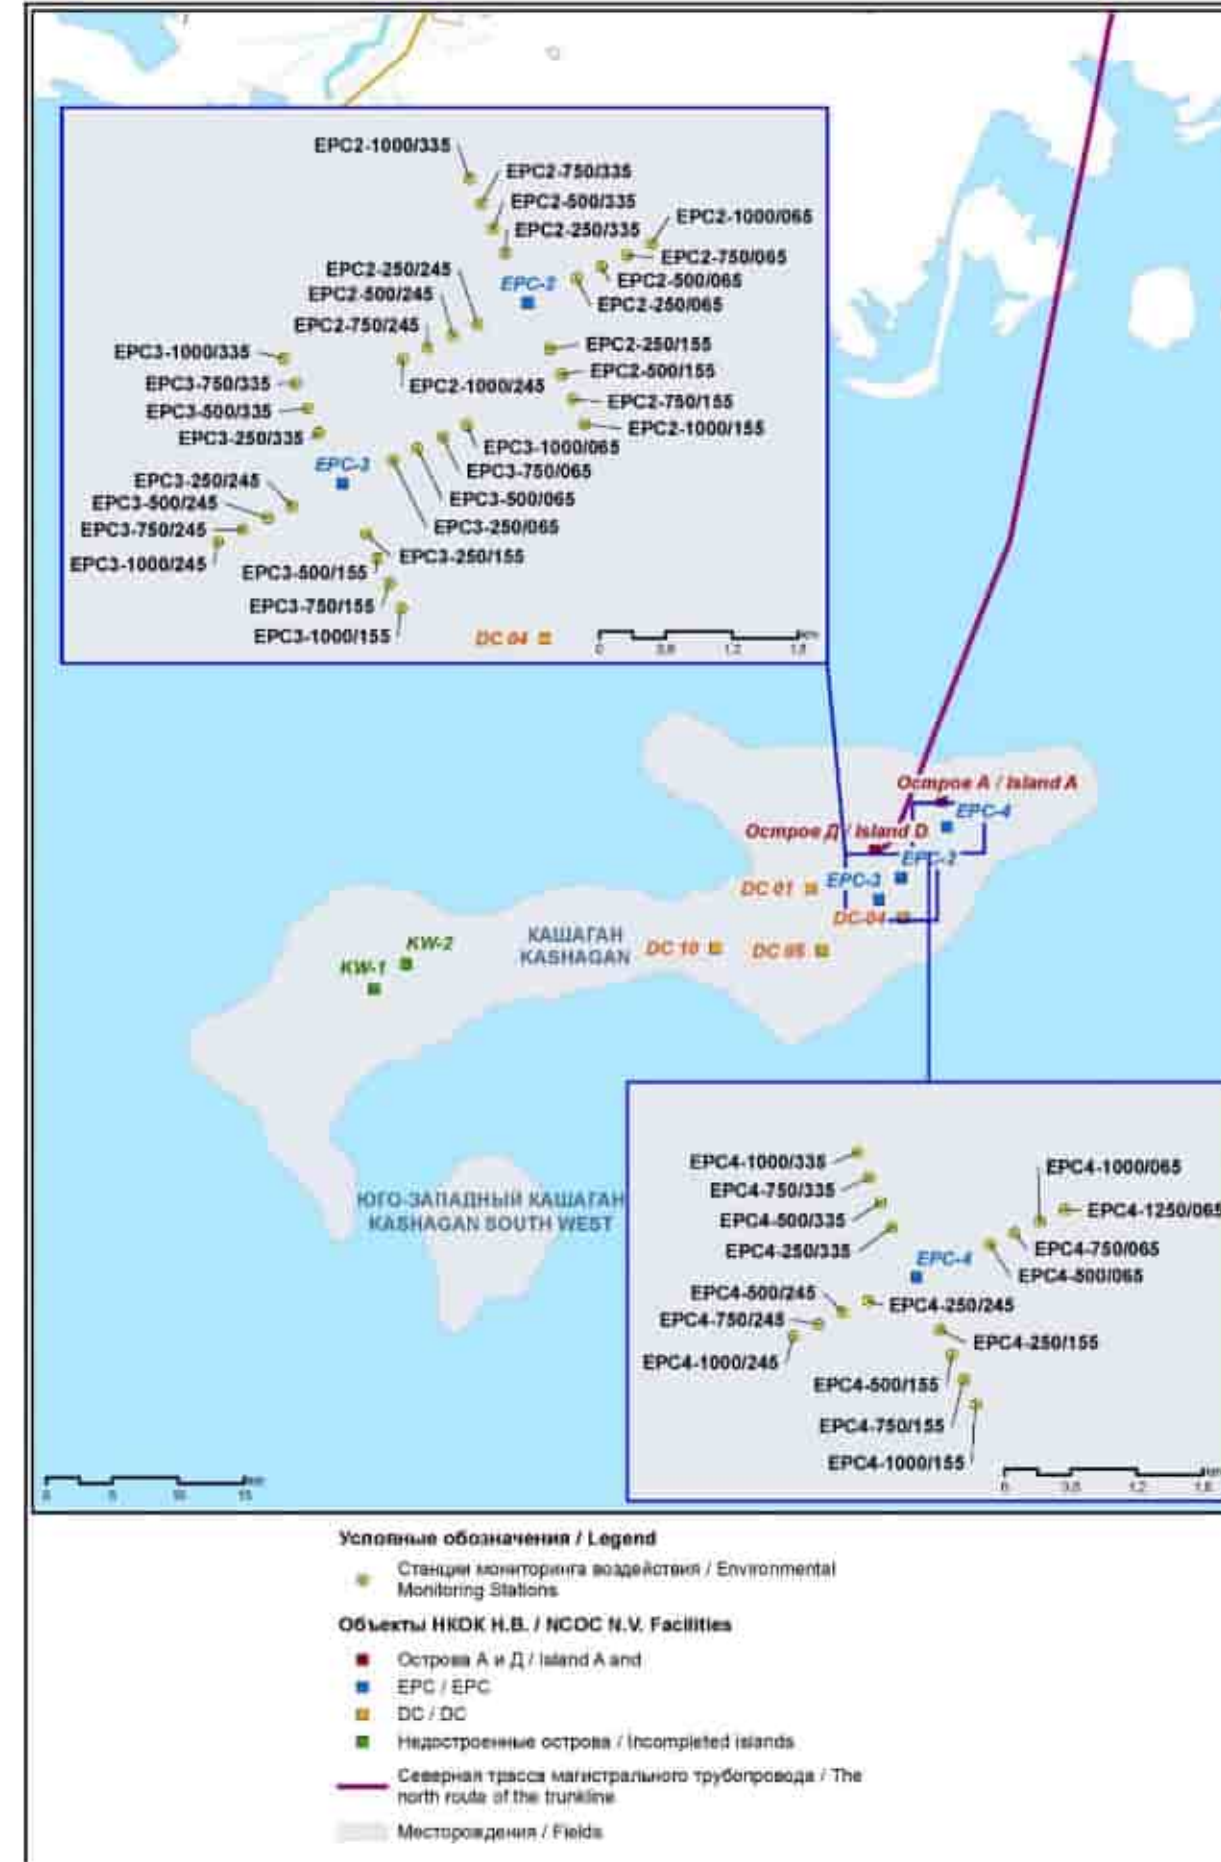 EPC2-1000/335
EPC2-750/335
EPC2-500/335
EPC2-250/335
EPC2-1000/065
EPC2-750/065
EPC2-500/065
EPC2-250/065
EPC2-250/245
EPC2-500/245
EPC2-750/245
EPC2-1000/245
EPC-2
EPC2-250/155
EPC2-500/155
EPC2-750/155
EPC2-1000/155
EPC3-1000/335
EPC3-750/335
EPC3-500/335
EPC3-250/335
EPC-3
EPC3-1000/065
EPC3-750/065
EPC3-500/065
EPC3-250/065
EPC3-250/245
EPC3-500/245
EPC3-750/245
EPC3-1000/245
EPC3-250/155
EPC3-500/155
EPC3-750/155
EPC3-1000/155
DC 04
Остров А / Island A
EPC-4
Остров Д / Island D
EPC-2
DC 01
EPC-3
DC-04
КАШАГАН
KASHAGAN
DC 10
DC 05
KW-2
KW-1
ЮГО-ЗАПАДНЫЙ КАШАГАН
KASHAGAN SOUTH WEST
EPC4-1000/335
EPC4-750/335
EPC4-500/335
EPC4-250/335
EPC4-1000/065
EPC4-1250/065
EPC4-750/065
EPC4-500/065
EPC-4
EPC4-500/245
EPC4-250/245
EPC4-750/245
EPC4-1000/245
EPC4-250/155
EPC4-500/155
EPC4-750/155
EPC4-1000/155
Условные обозначения / Legend
Станции мониторинга воздействия / Environmental
Monitoring Stations
Объекты НКОК Н.В. / NCOC N.V. Facilities
Острова А и Д / Island A and
EPC / EPC
DC / DC
Недостроенные острова / Incompleted islands
Северная трасса магистрального трубопровода / The
north route of the trunkline
Месторождения / Fields